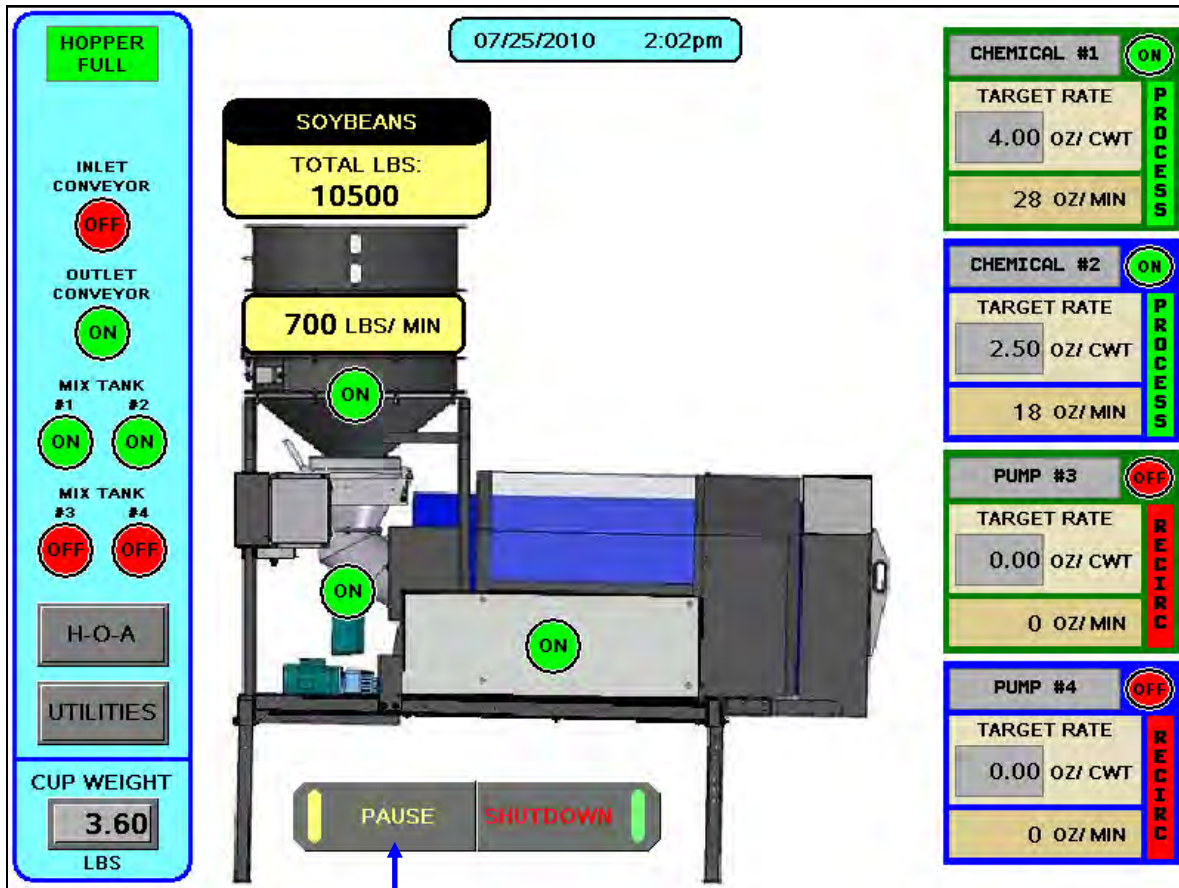 HOPPER
FULL
07/25/2010 2:02pm
INLET
CONVEYOR
OFF
OUTLET
CONVEYOR
ON
MIX TANK
#1 #2
ON ON
MIX TANK
#3 #4
OFF OFF
H-O-A
UTILITIES
CUP WEIGHT
3.60
LBS
SOYBEANS
TOTAL LBS:
10500
700 LBS/ MIN
ON
ON
ON
PAUSE SHUTDOWN
CHEMICAL #1 ON
TARGET RATE
4.00 OZ/ CWT
28 OZ/ MIN
PROCESS
CHEMICAL #2 ON
TARGET RATE
2.50 OZ/ CWT
18 OZ/ MIN
PROCESS
PUMP #3 OFF
TARGET RATE
0.00 OZ/ CWT
0 OZ/ MIN
RECIRC
PUMP #4 OFF
TARGET RATE
0.00 OZ/ CWT
0 OZ/ MIN
RECIRC